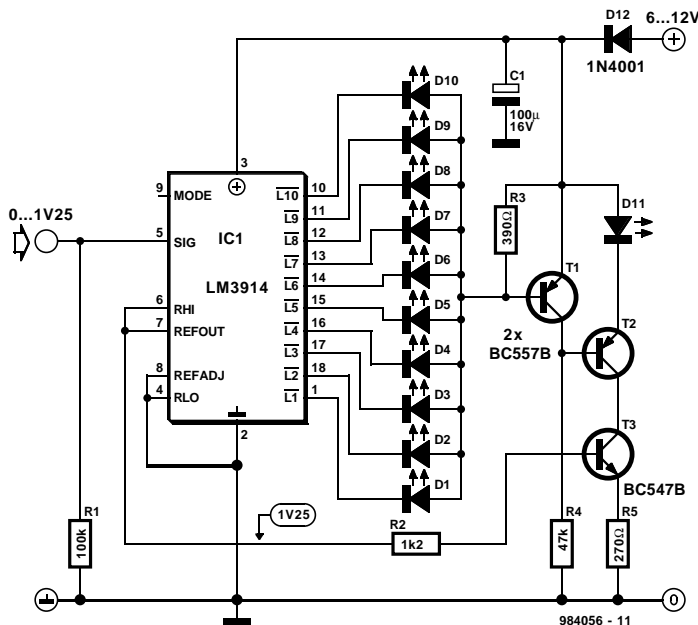 D12
6...12V
1N4001
D10
C1
100µ
16V
D9
3
9
MODE
L10
10
D8
R3
390Ω
D11
0...1V25
L9
11
5
SIG
IC1
L8
12
D7
L7
13
LM3914
L6
14
D6
T1
6
RHI
L5
15
D5
7
REFOUT
L4
16
2x
BC557B
T2
D4
L3
17
8
REFADJ
L2
18
D3
4
RLO
L1
1
T3
2
D2
BC547B
D1
R1
100k
1V25
R2
1k2
R4
47k
R5
270Ω
0
984056 - 11